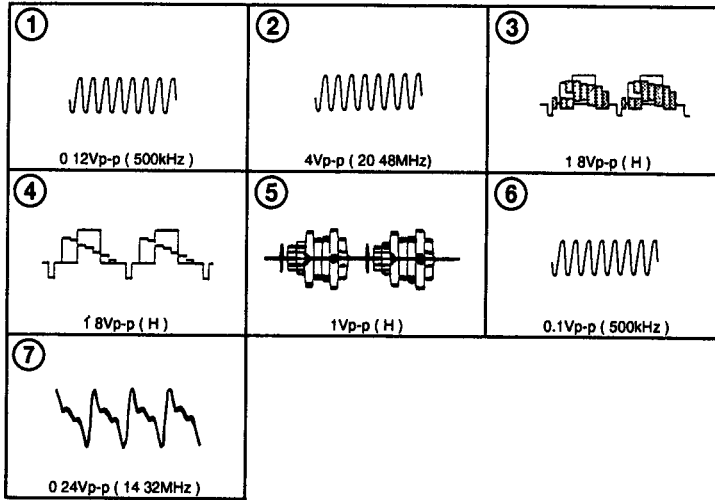 1
0 12Vp-p ( 500kHz )
2
4Vp-p ( 20 48MHz)
3
1 8Vp-p ( H )
4
1 8Vp-p ( H )
5
1Vp-p ( H )
6
0.1Vp-p ( 500kHz )
7
0 24Vp-p ( 14 32MHz )